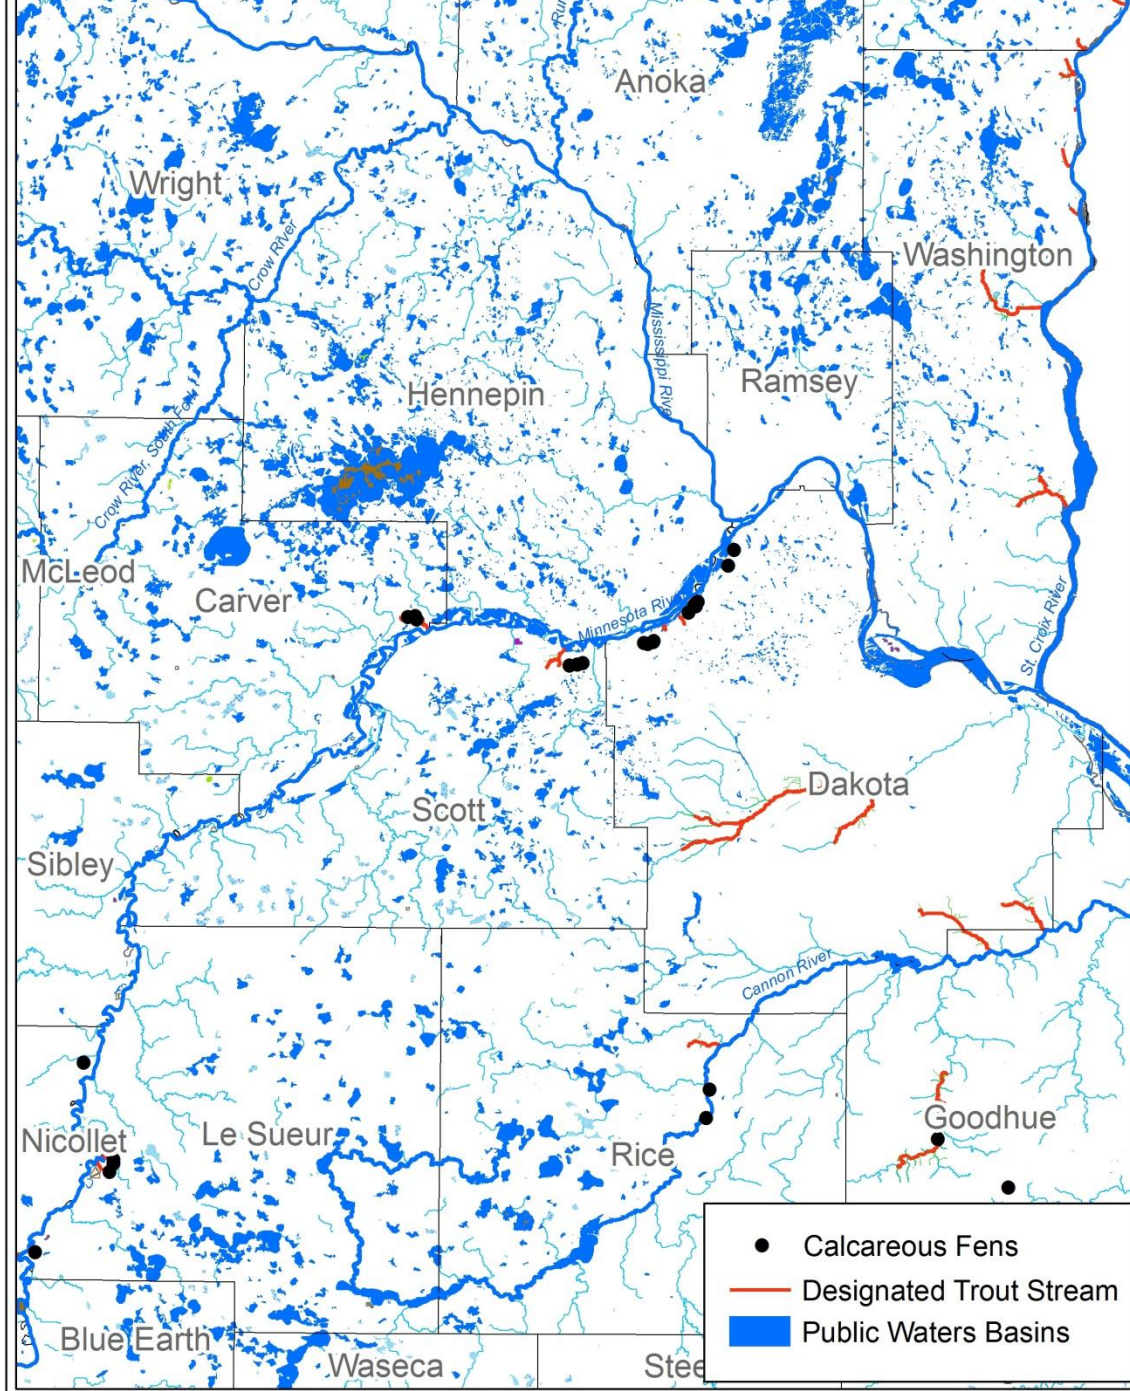 Ru
Anoka
Wright
Crow River
Washington
Mississippi River
Hennepin
Ramsey
Crow River, South Fork
McLeod
Carver
Minnesota River
St. Croix River
Dakota
Scott
Sibley
Cannon River
Goodhue
Nicollet
Le Sueur
Rice
Calcareous Fens
Designated Trout Stream
Public Waters Basins
Blue Earth
Waseca
Stee